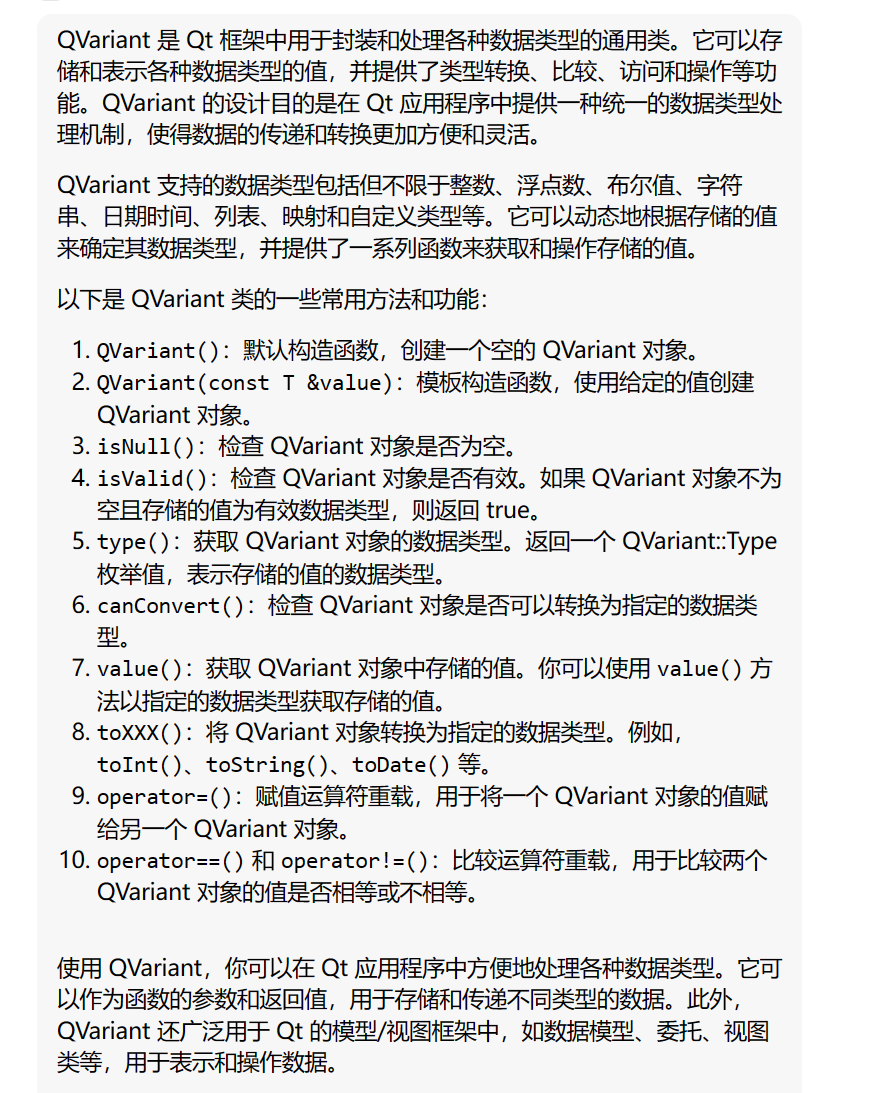 QVariant 是 Qt 框架中用于封装和处理各种数据类型的通用类。它可以存
储和表示各种数据类型的值，并提供了类型转换、比较、访问和操作等功
能。QVariant 的设计目的是在 Qt 应用程序中提供一种统一的数据类型处
理机制，使得数据的传递和转换更加方便和灵活。
QVariant 支持的数据类型包括但不限于整数、浮点数、布尔值、字符
串、日期时间、列表、映射和自定义类型等。它可以动态地根据存储的值
来确定其数据类型，并提供了一系列函数来获取和操作存储的值。
以下是 QVariant 类的一些常用方法和功能：
1. QVariant()：默认构造函数，创建一个空的 QVariant 对象。
2. QVariant(const T &value)：模板构造函数，使用给定的值创建
QVariant 对象。
3. isNull()：检查 QVariant 对象是否为空。
4. isValid()：检查 QVariant 对象是否有效。如果 QVariant 对象不为
空且存储的值为有效数据类型，则返回 true。
5. type()：获取 QVariant 对象的数据类型。返回一个 QVariant::Type
枚举值，表示存储的值的数据类型。
6. canConvert()：检查 QVariant 对象是否可以转换为指定的数据类
型。
7. value()：获取 QVariant 对象中存储的值。你可以使用 value() 方
法以指定的数据类型获取存储的值。
8. toXXX()：将 QVariant 对象转换为指定的数据类型。例如，
toInt()、toString()、toDate() 等。
9. operator=()：赋值运算符重载，用于将一个 QVariant 对象的值赋
给另一个 QVariant 对象。
10. operator==() 和 operator!=()：比较运算符重载，用于比较两个
QVariant 对象的值是否相等或不相等。
使用 QVariant，你可以在 Qt 应用程序中方便地处理各种数据类型。它可
以作为函数的参数和返回值，用于存储和传递不同类型的数据。此外，
QVariant 还广泛用于 Qt 的模型/视图框架中，如数据模型、委托、视图
类等，用于表示和操作数据。